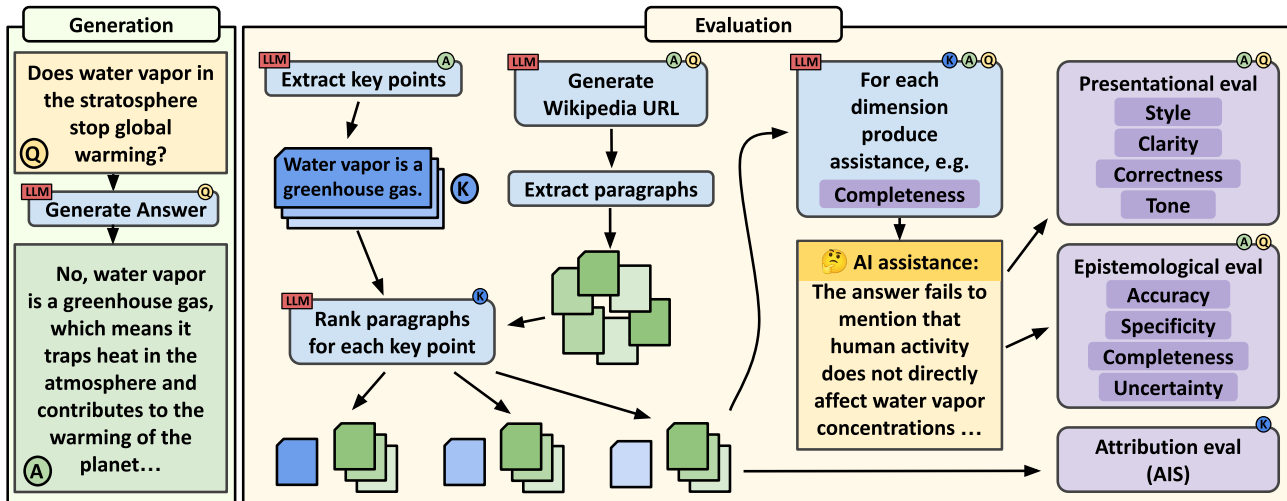 Generation
Does water vapor in
the stratosphere
stop global
warming?
Q
LLM
Q
Generate Answer
No, water vapor
is a greenhouse gas,
which means it
traps heat in the
atmosphere and
contributes to the
warming of the
planet...
A
Evaluation
LLM
A
Extract key points
Water vapor is a
greenhouse gas.
K
LLM
A Q
Generate
Wikipedia URL
Extract paragraphs
LLM
K
Rank paragraphs
for each key point
LLM
K A Q
For each
dimension
produce
assistance, e.g.
Completeness
🤔 AI assistance:
The answer fails to
mention that
human activity
does not directly
affect water vapor
concentrations ...
A Q
Presentational eval
Style
Clarity
Correctness
Tone
A Q
Epistemological eval
Accuracy
Specificity
Completeness
Uncertainty
K
Attribution eval
(AIS)